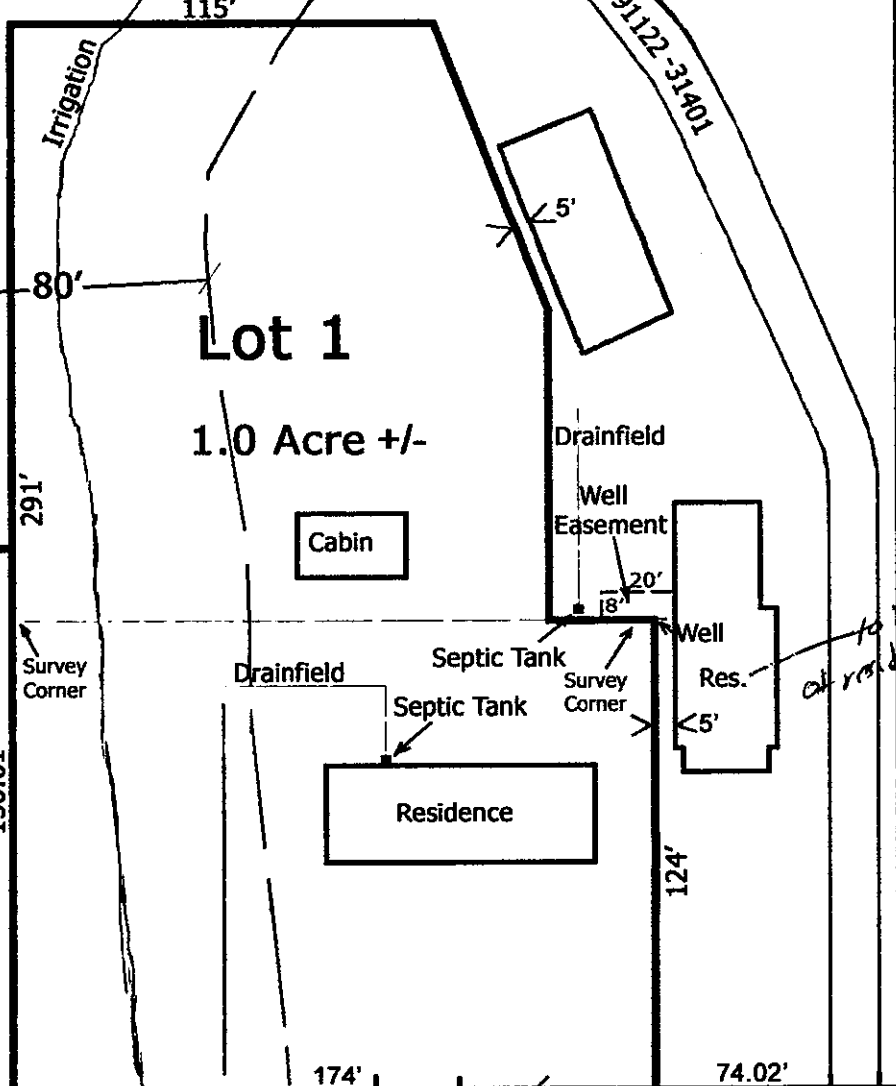 115'
91122-31401
Irrigation
5'
80'
Lot 1
1.0 Acre +/-
Drainfield
291'
Well
Easement
Cabin
20'
8'
Well
Survey
Corner
Septic Tank
Survey
Corner
Res.
Drainfield
Septic Tank
5'
Residence
124'
174'
74.02'